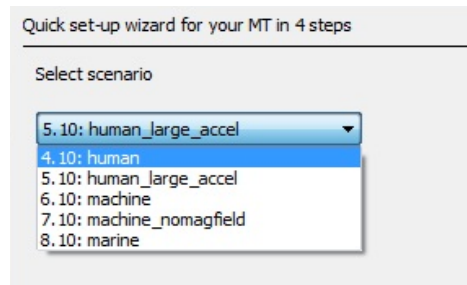 Quick set-up wizard for your MT in 4 steps
Select scenario
5.10: human_large_accel
4.10: human
5.10: human_large_accel
6.10: machine
7.10: machine_nomagfield
8.10: marine